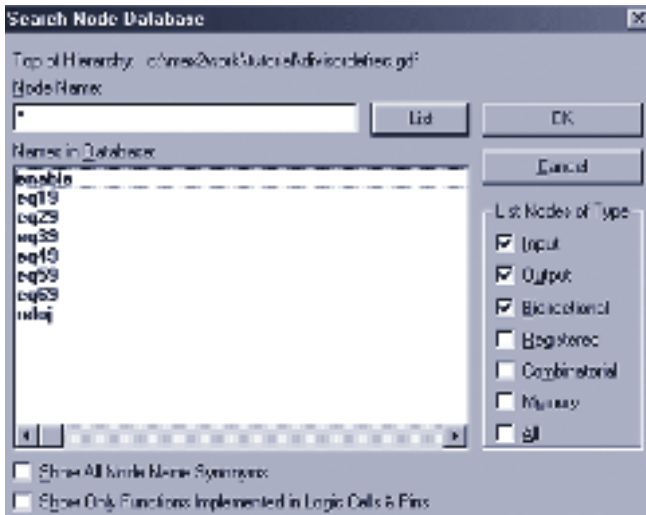 Search Node Database
Top of Hierarchy: c:\max2work\tutorial\
Node Name:
*
List
OK
Names in Database:
Cancel
enable
eq19
eq29
eq39
eq49
eq59
eq69
List Nodes of Type
Input
Output
Bidirectional
Registered
Combinatorial
Memory
All
Show All Node Name Synonyms
Show Only Functions Implemented in Logic Cells & Pins